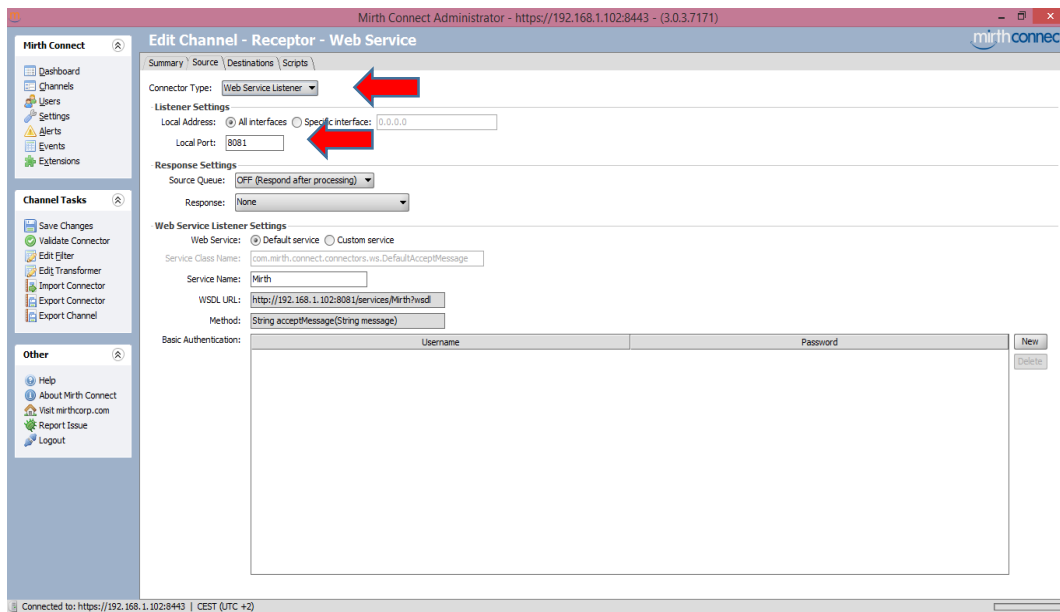 Mirth Connect Administrator - https://192.168.1.102:8443 - (3.0.3.7171)
Mirth Connect
Dashboard
Channels
Users
Settings
Alerts
Events
Extensions
Channel Tasks
Save Changes
Validate Connector
Edit Filter
Edit Transformer
Import Connector
Export Connector
Export Channel
Other
Help
About Mirth Connect
Visit mirthcorp.com
Report Issue
Logout
Edit Channel - Receptor - Web Service
mirth connec
Summary Source Destinations Scripts
Connector Type: Web Service Listener
Listener Settings
Local Address: All interfaces Specific interface: 0.0.0.0
Local Port: 8081
Response Settings
Source Queue: OFF (Respond after processing)
Response: None
Web Service Listener Settings
Web Service: Default service Custom service
Service Class Name: com.mirth.connect.connectors.ws.DefaultAcceptMessage
Service Name: Mirth
WSDL URL: http://192.168.1.102:8081/services/Mirth?wsdl
Method: String acceptMessage(String message)
Basic Authentication: Username Password New
Delete
Connected to: https://192.168.1.102:8443 | CEST (UTC +2)